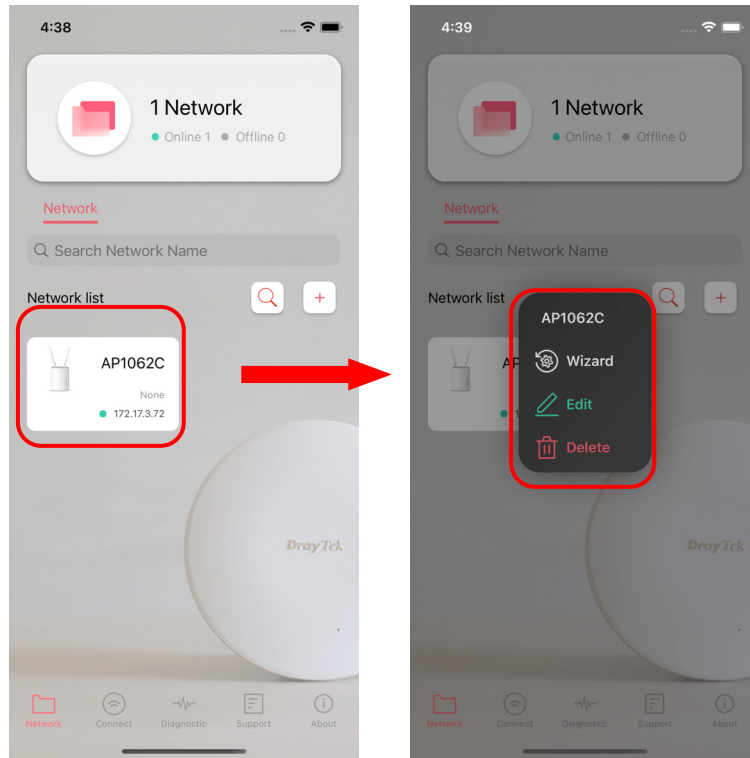 4:38
1 Network
Online 1 Offline 0
Network
Search Network Name
Network list
+
AP1062C
None
172.17.3.72
DrayTek
Network Connect Diagnostic Support About
4:39
1 Network
Online 1 Offline 0
Network
Search Network Name
Network list
+
AP1062C
Wizard
Edit
Delete
DrayTek
Network Connect Diagnostic Support About